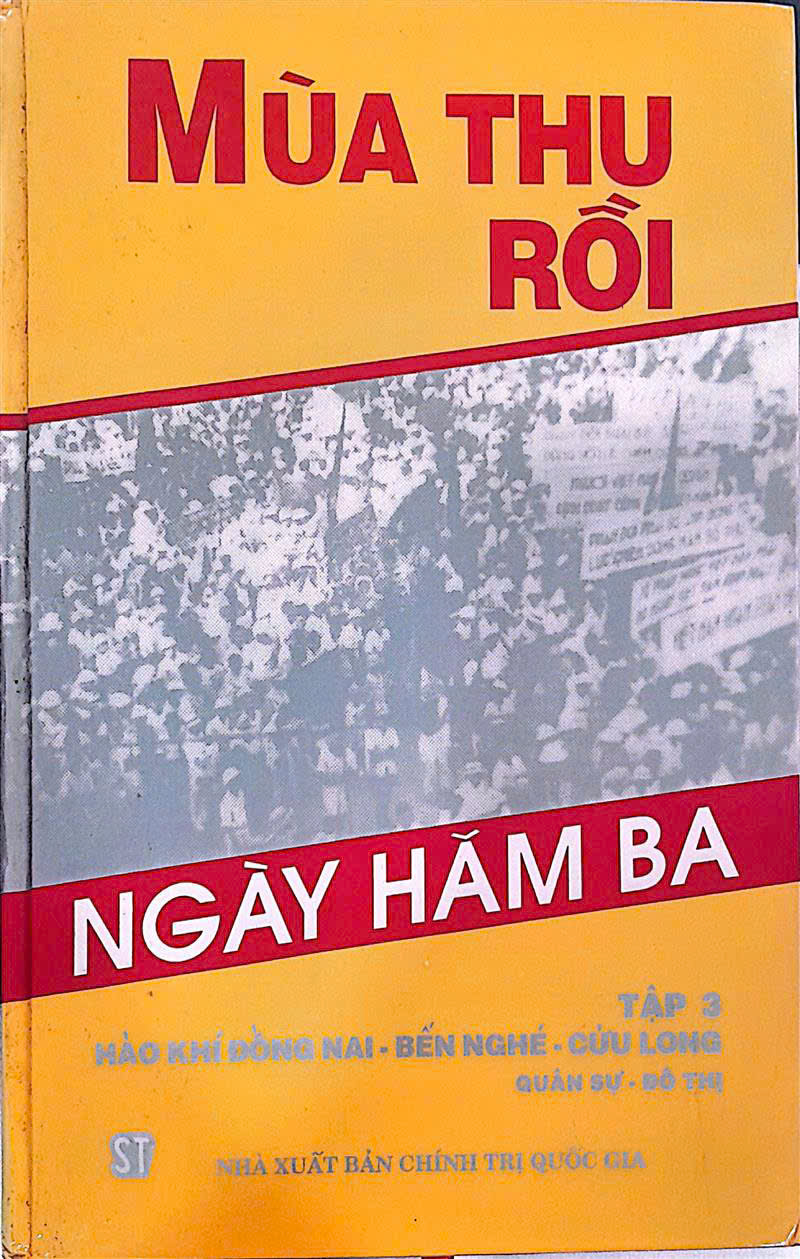 MÙA THU
RỒI
NGÀY HĂM BA
TẬP 3
HÀO KHÍ ĐỒNG NAI - BẾN NGHÉ - CỬU LONG
QUÂN SỰ - ĐÔ THỊ
ST
NHÀ XUẤT BẢN CHÍNH TRỊ QUỐC GIA